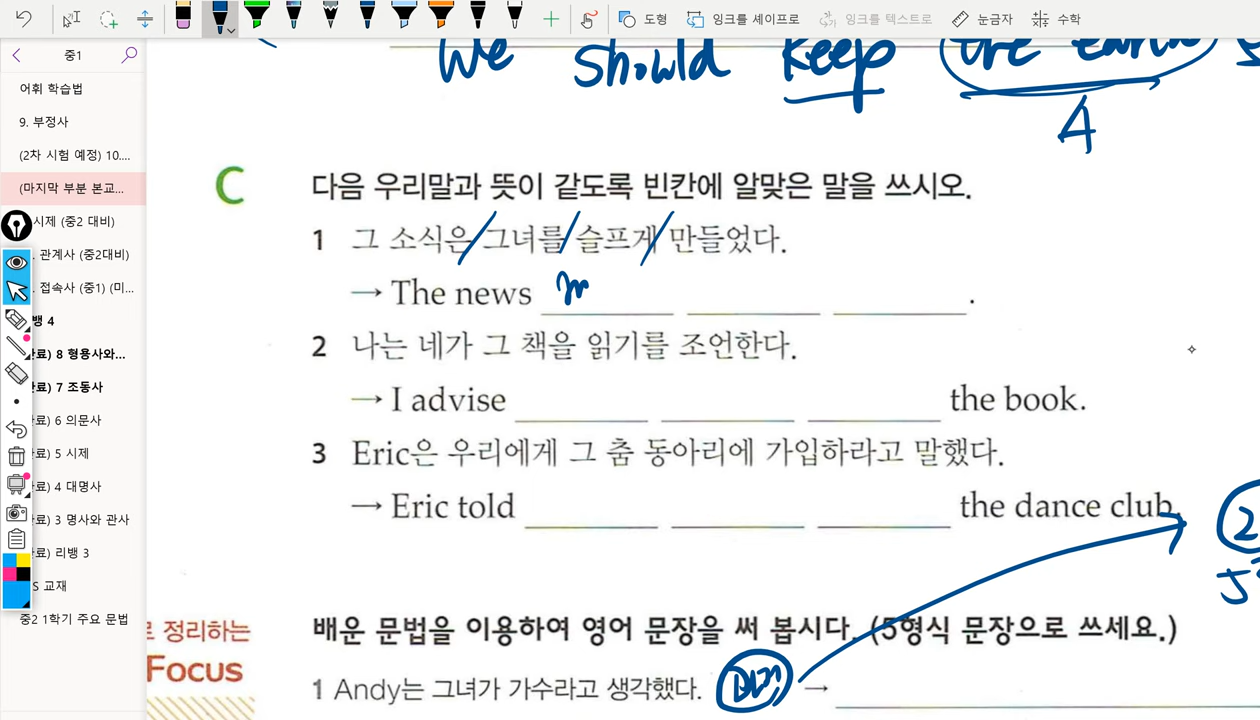 도형 잉크를 셰이프로 잉크를 텍스트로 눈금자 수학
중1
어휘 학습법
9. 부정사
(2차 시험 예정) 10....
(마지막 부분 본교...
시제 (중2 대비)
관계사 (중2대비)
접속사 (중1) (미...
뱅 4
료) 8 형용사와...
료) 7 조동사
료) 6 의문사
료) 5 시제
료) 4 대명사
료) 3 명사와 관사
료) 리뱅 3
S 교재
중2 1학기 주요 문법
We should keep the earth
A
C 다음 우리말과 뜻이 같도록 빈칸에 알맞은 말을 쓰시오.
1 그 소식은/그녀를/슬프게/만들었다.
→ The news m .
2 나는 네가 그 책을 읽기를 조언한다.
→ I advise the book.
3 Eric은 우리에게 그 춤 동아리에 가입하라고 말했다.
→ Eric told the dance club.
2
로 정리하는
Focus
배운 문법을 이용하여 영어 문장을 써 봅시다. (5형식 문장으로 쓰세요.)
1 Andy는 그녀가 가수라고 생각했다. →